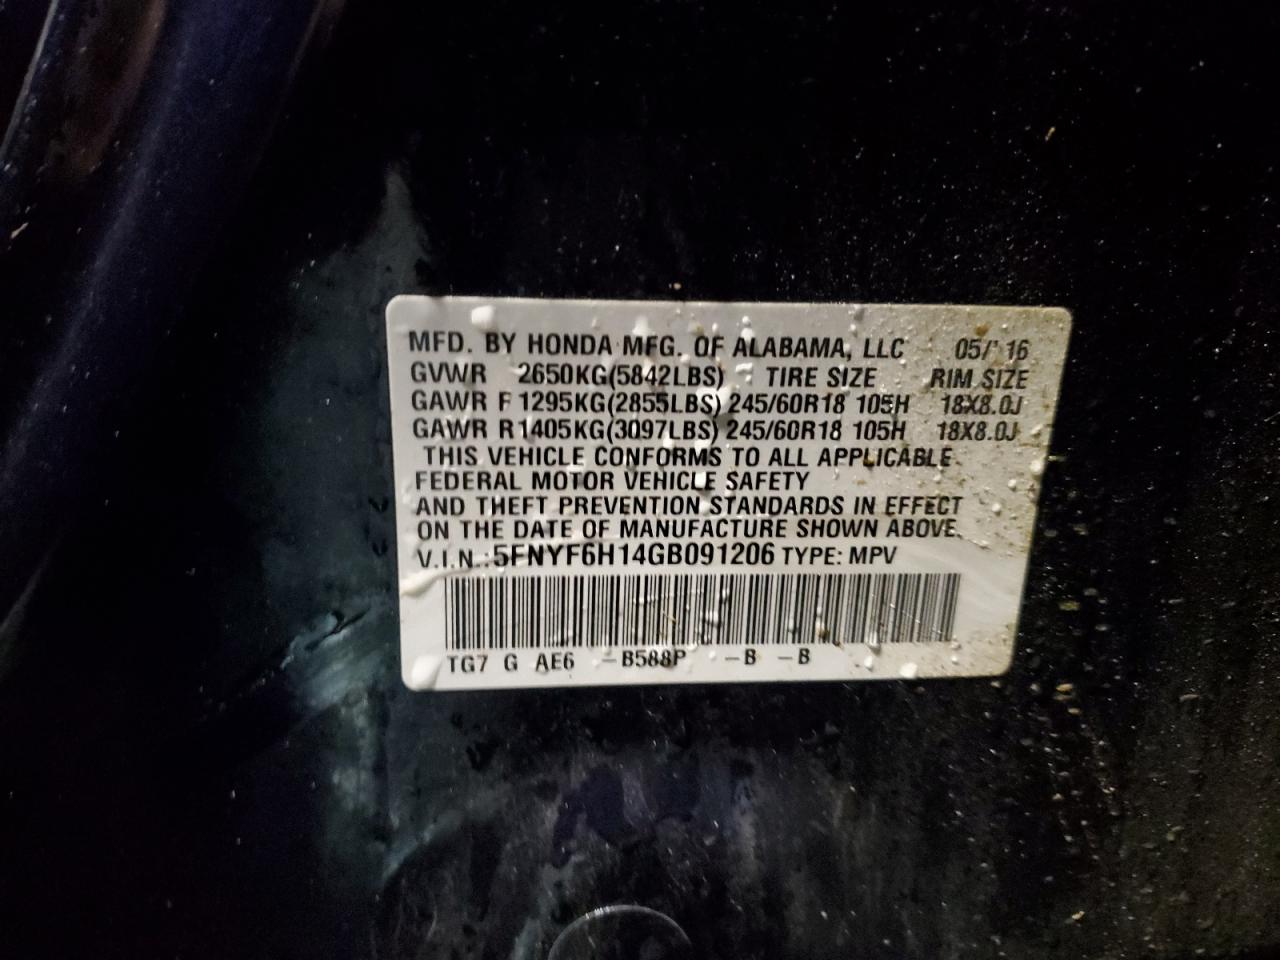 MFD. BY HONDA MFG. OF ALABAMA, LLC 05/'16
GVWR 2650KG(5842LBS) TIRE SIZE RIM SIZE
GAWR F 1295KG(2855LBS) 245/60R18 105H 18X8.0J
GAWR R 1405KG(3097LBS) 245/60R18 105H 18X8.0J
THIS VEHICLE CONFORMS TO ALL APPLICABLE
FEDERAL MOTOR VEHICLE SAFETY
AND THEFT PREVENTION STANDARDS IN EFFECT
ON THE DATE OF MANUFACTURE SHOWN ABOVE.
V.I.N.:5FNYF6H14GB091206 TYPE: MPV
TG7 G AE6 -B588P -B -B